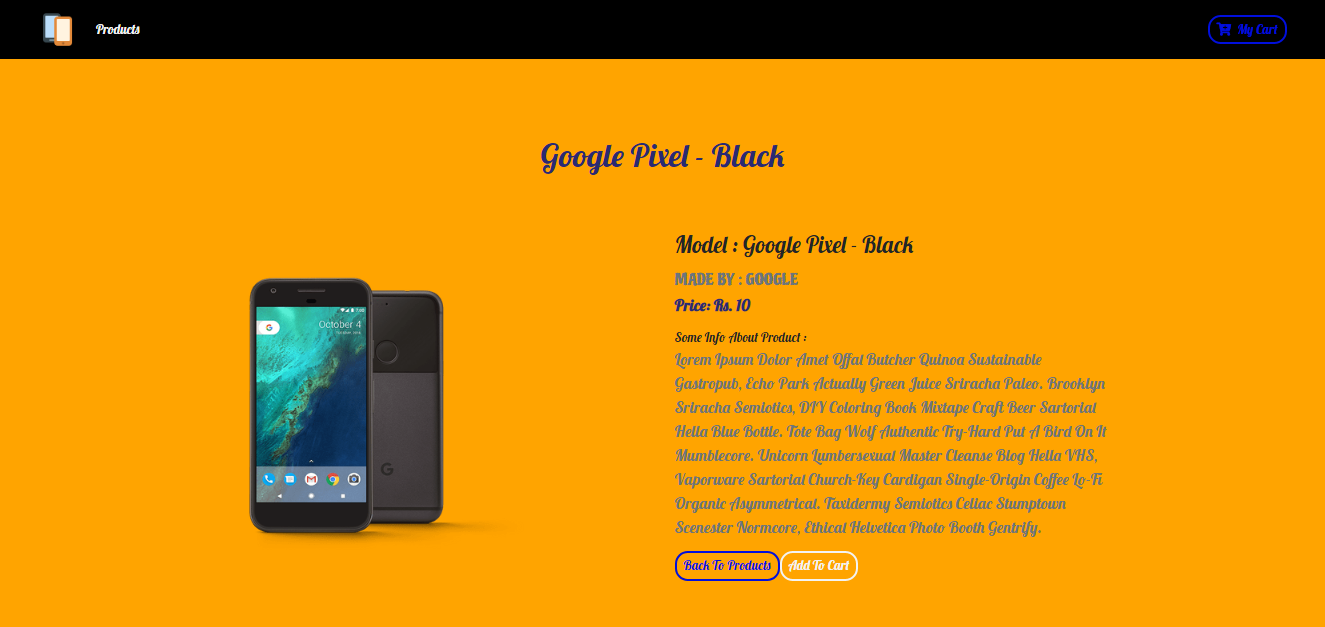 Products
My Cart
Google Pixel - Black
Model : Google Pixel - Black
MADE BY : GOOGLE
Price: Rs. 10
Some Info About Product :
Lorem Ipsum Dolor Amet Offal Butcher Quinoa Sustainable
Gastropub, Echo Park Actually Green Juice Sriracha Paleo. Brooklyn
Sriracha Semiotics, DIY Coloring Book Mixtape Craft Beer Sartorial
Hella Blue Bottle. Tote Bag Wolf Authentic Try-Hard Put A Bird On It
Mumblecore. Unicorn Lumbersexual Master Cleanse Blog Hella VHS,
Vaporware Sartorial Church-Key Cardigan Single-Origin Coffee Lo-Fi
Organic Asymmetrical. Taxidermy Semiotics Celiac Stumptown
Scenester Normcore, Ethical Helvetica Photo Booth Gentrify.
Back To Products
Add To Cart
October 4
G
G